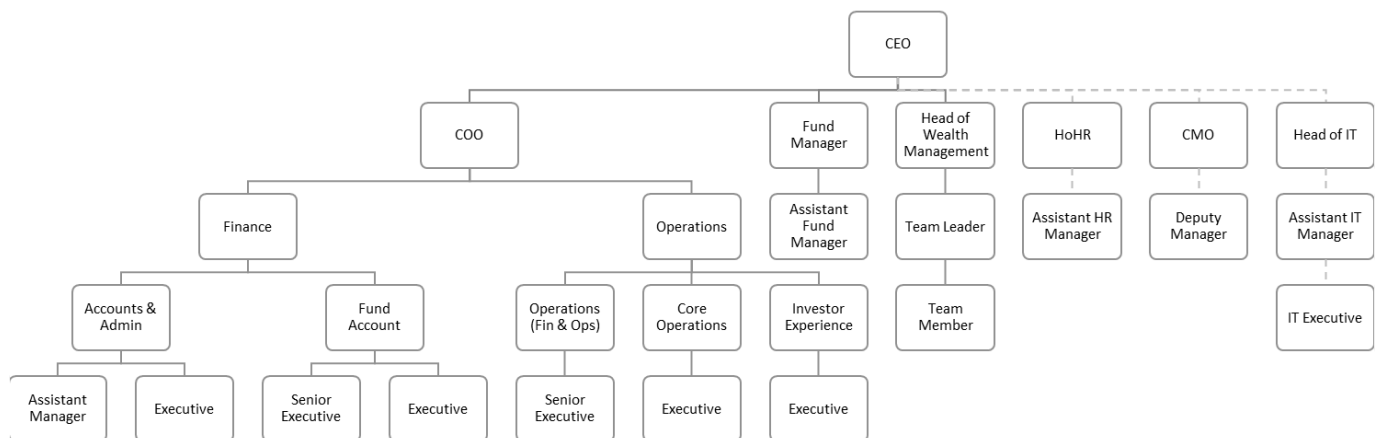 CEO
COO
Fund
Manager
Head of
Wealth
Management
HoHR
CMO
Head of IT
Finance
Operations
Assistant
Fund
Manager
Team Leader
Assistant HR
Manager
Deputy
Manager
Assistant IT
Manager
Accounts &
Admin
Fund
Account
Operations
(Fin & Ops)
Core
Operations
Investor
Experience
Team
Member
IT Executive
Assistant
Manager
Executive
Senior
Executive
Executive
Senior
Executive
Executive
Executive